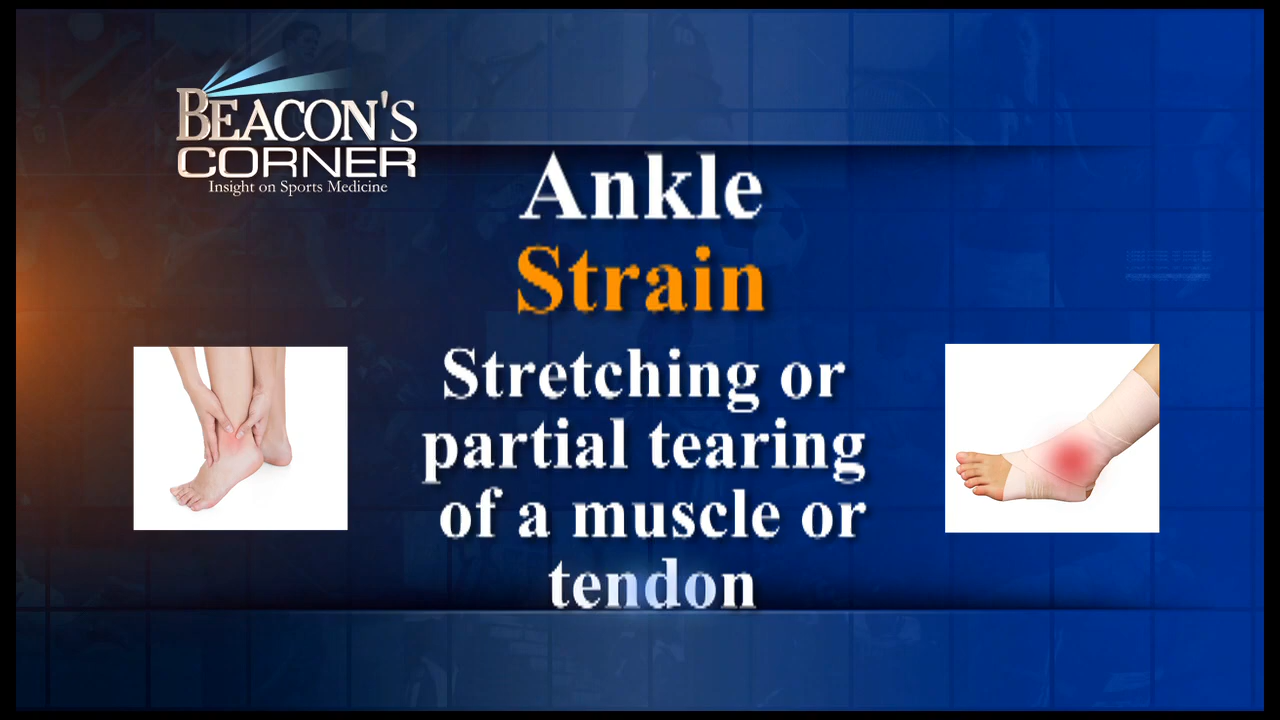 BEACON'S
CORNER
Insight on Sports Medicine
Ankle
Strain
Stretching or
partial tearing
of a muscle or
tendon